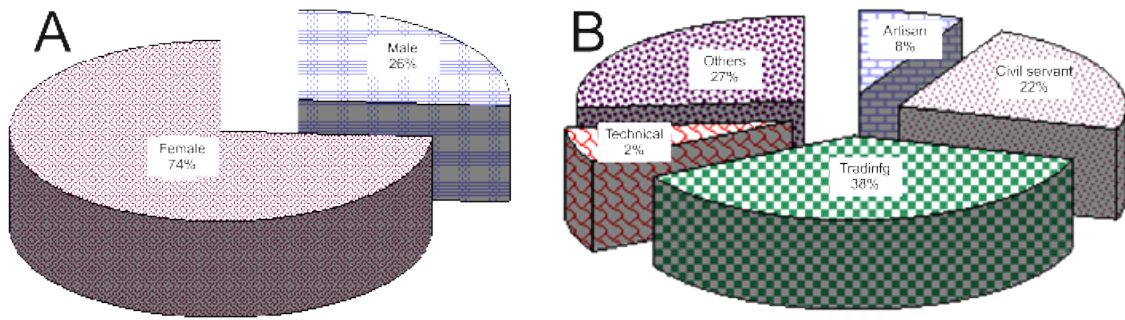 A
Male
26%
Female
74%
B
Artisan
8%
Others
27%
Civil servant
22%
Technical
2%
Tradinfg
38%